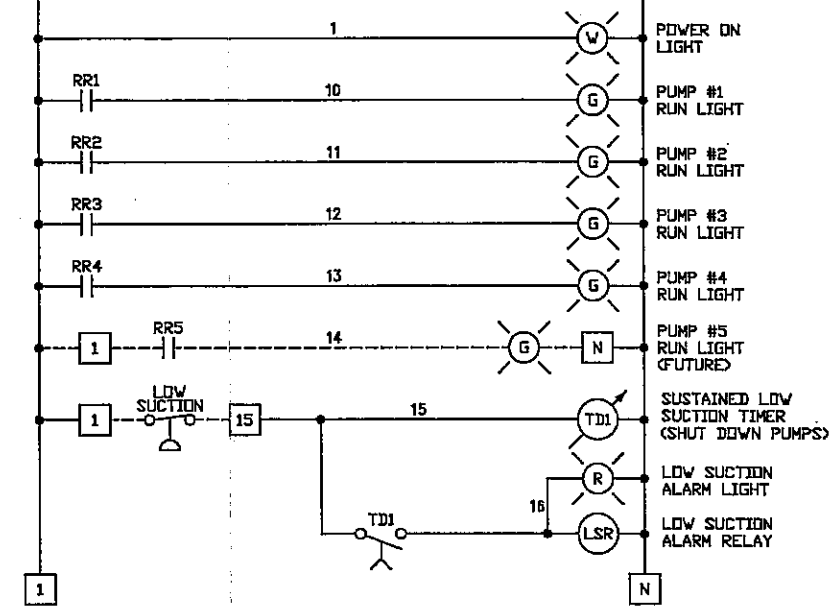 1
W
POWER ON
LIGHT
RR1
10
G
PUMP #1
RUN LIGHT
RR2
11
G
PUMP #2
RUN LIGHT
RR3
12
G
PUMP #3
RUN LIGHT
RR4
13
G
PUMP #4
RUN LIGHT
1
RR5
14
G
N
PUMP #5
RUN LIGHT
(FUTURE)
1
LOW
SUCTION
15
15
TD1
SUSTAINED LOW
SUCTION TIMER
(SHUT DOWN PUMPS)
16
R
LOW SUCTION
ALARM LIGHT
TD1
LSR
LOW SUCTION
ALARM RELAY
1
N